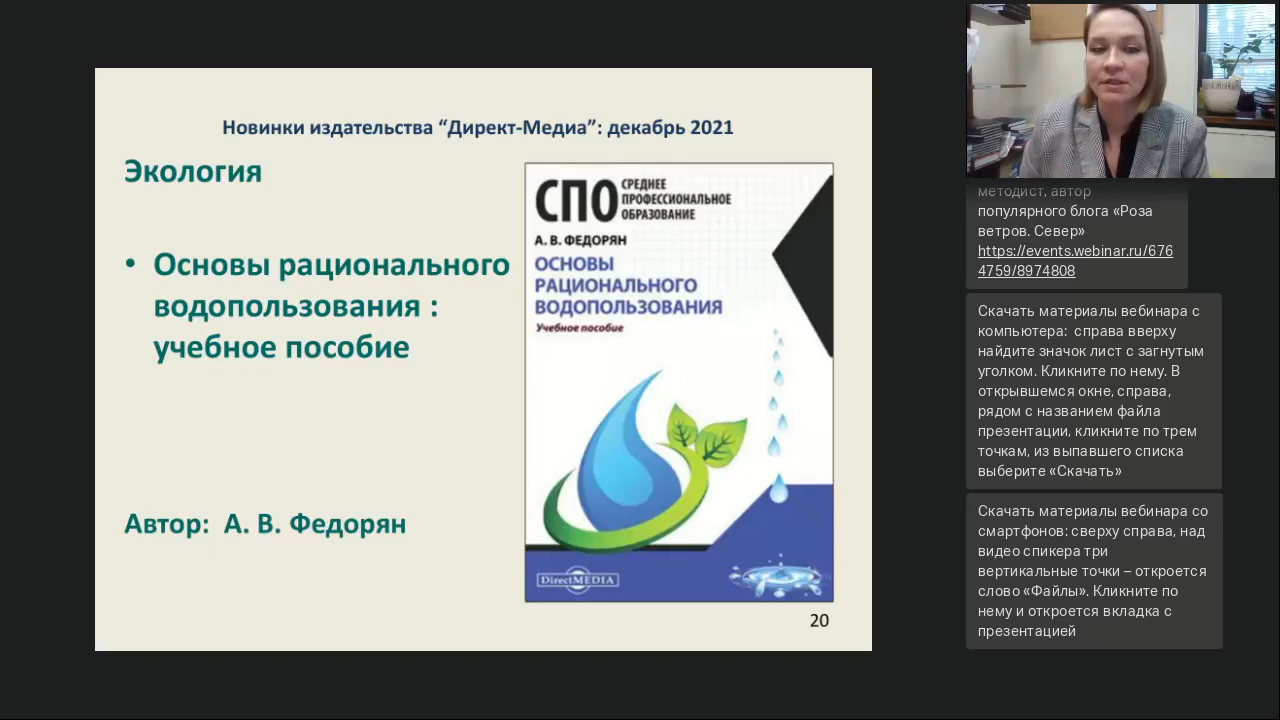 Новинки издательства “Директ-Медиа”: декабрь 2021
Экология
• Основы рационального
водопользования :
учебное пособие
Автор: А. В. Федорян
СПО СРЕДНЕЕ
ПРОФЕССИОНАЛЬНОЕ
ОБРАЗОВАНИЕ
А. В. ФЕДОРЯН
ОСНОВЫ
РАЦИОНАЛЬНОГО
ВОДОПОЛЬЗОВАНИЯ
Учебное пособие
DirectMEDIA
20
методист, автор
популярного блога «Роза
ветров. Север»
https://events.webinar.ru/676
4759/8974808
Скачать материалы вебинара с
компьютера: справа вверху
найдите значок лист с загнутым
уголком. Кликните по нему. В
открывшемся окне, справа,
рядом с названием файла
презентации, кликните по трем
точкам, из выпавшего списка
выберите «Скачать»
Скачать материалы вебинара со
смартфонов: сверху справа, над
видео спикера три
вертикальные точки – откроется
слово «Файлы». Кликните по
нему и откроется вкладка с
презентацией